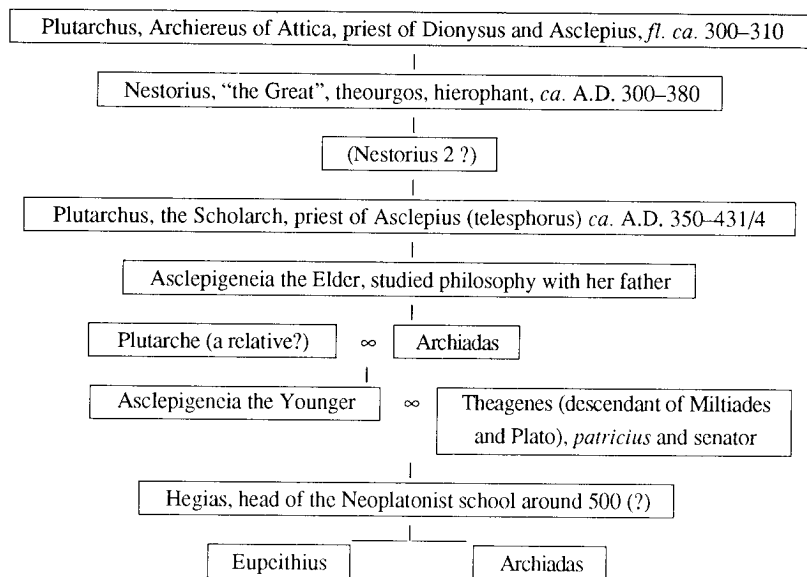 Plutarchus, Archiereus of Attica, priest of Dionysus and Asclepius, fl. ca. 300–310
Nestorius, “the Great”, theourgos, hierophant, ca. A.D. 300–380
(Nestorius 2 ?)
Plutarchus, the Scholarch, priest of Asclepius (telesphorus) ca. A.D. 350–431/4
Asclepigeneia the Elder, studied philosophy with her father
Plutarche (a relative?) ∞ Archiadas
Asclepigeneia the Younger ∞ Theagenes (descendant of Miltiades
and Plato), patricius and senator
Hegias, head of the Neoplatonist school around 500 (?)
Eupeithius Archiadas